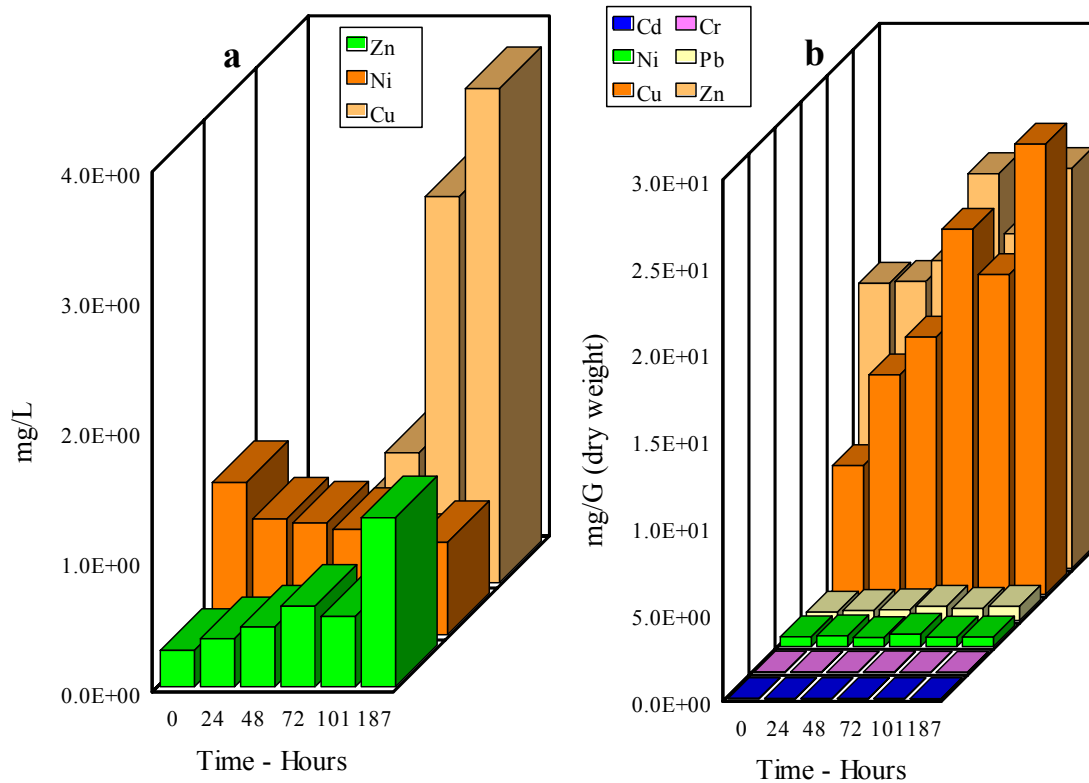 a
Zn
Ni
Cu
4.0E+00
3.0E+00
2.0E+00
1.0E+00
0.0E+00
mg/L
0 24 48 72 101 187
Time - Hours
b
Cd Cr
Ni Pb
Cu Zn
3.0E+01
2.5E+01
2.0E+01
1.5E+01
1.0E+01
5.0E+00
0.0E+00
mg/G (dry weight)
0 24 48 72 101 187
Time - Hours